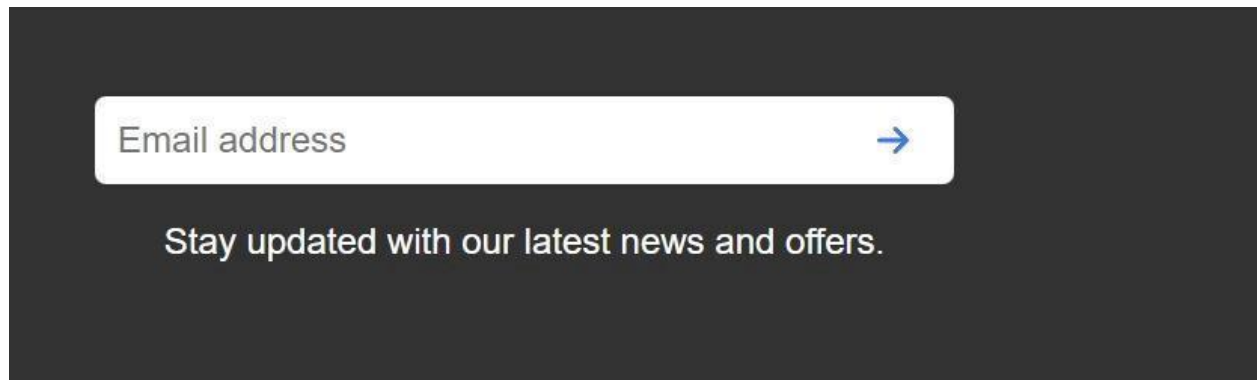 Email address
Stay updated with our latest news and offers.